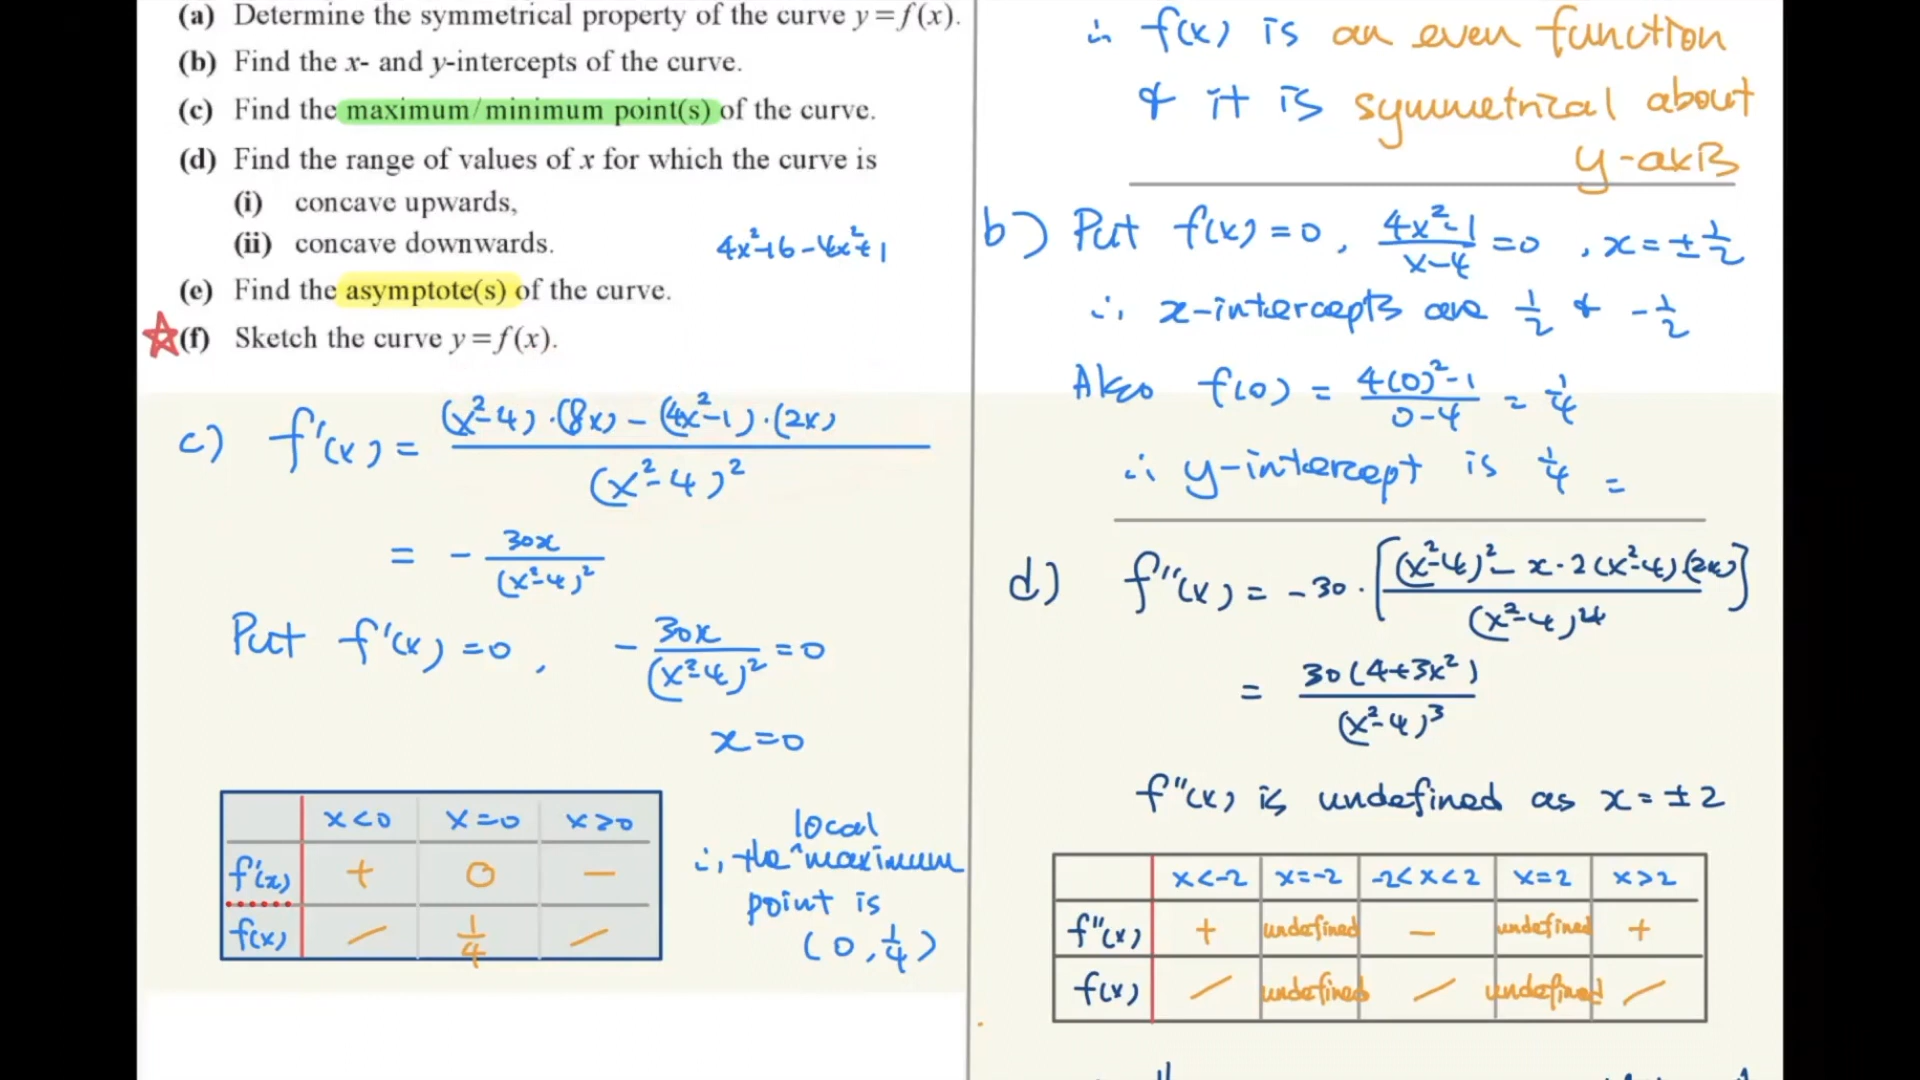 (a) Determine the symmetrical property of the curve y=f(x).
(b) Find the x- and y-intercepts of the curve.
(c) Find the maximum/minimum point(s) of the curve.
(d) Find the range of values of x for which the curve is
(i) concave upwards,
(ii) concave downwards.
4x²-16-4x²+1
(e) Find the asymptote(s) of the curve.
(f) Sketch the curve y=f(x).
c) f'(x) = ((x²-4)·(8x) - (4x²-1)·(2x)) / (x²-4)²
= - 30x/(x²-4)²
Put f'(x)=0, - 30x/(x²-4)² =0
x=0
x<0 x=0 x>0
f'(x) + 0 −
f(x) 1/4
local
∴ the ^ maximum
point is
(0, 1/4)
∴ f(x) is an even function
& it is symmetrical about
y-axis
b) Put f(x)=0, (4x²-1)/(x-4) =0, x=±1/2
∴ x-intercepts are 1/2 & -1/2
Also f(0) = (4(0)²-1)/(0-4) = 1/4
∴ y-intercept is 1/4 =
d) f''(x) = -30·[((x²-4)² - x·2(x²-4)(2x)) / (x²-4)⁴]
= 30(4+3x²)/(x²-4)³
f''(x) is undefined as x=±2
x<-2 x=-2 -2<x<2 x=2 x>2
f''(x) + undefined − undefined +
f(x) undefined undefined